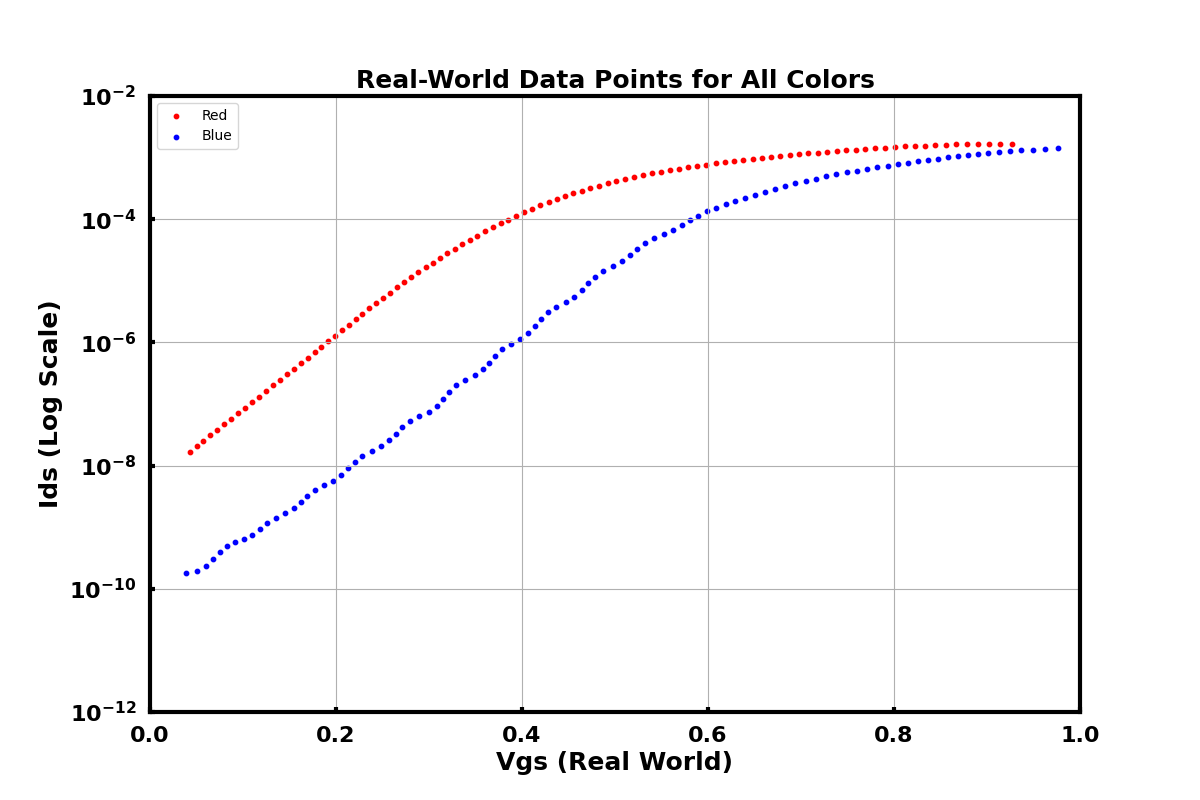 Real-World Data Points for All Colors
10⁻²
Red
Blue
10⁻⁴
10⁻⁶
10⁻⁸
10⁻¹⁰
10⁻¹²
Ids (Log Scale)
0.0 0.2 0.4 0.6 0.8 1.0
Vgs (Real World)